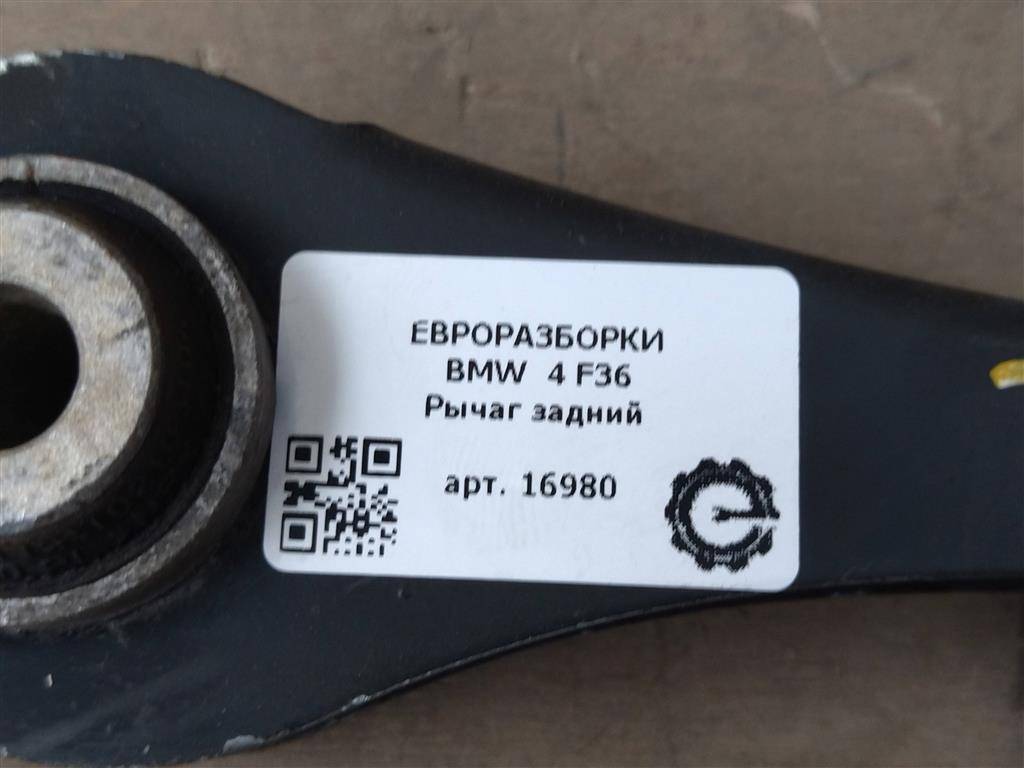 ЕВРОРАЗБОРКИ
BMW 4 F36
Рычаг задний
арт. 16980